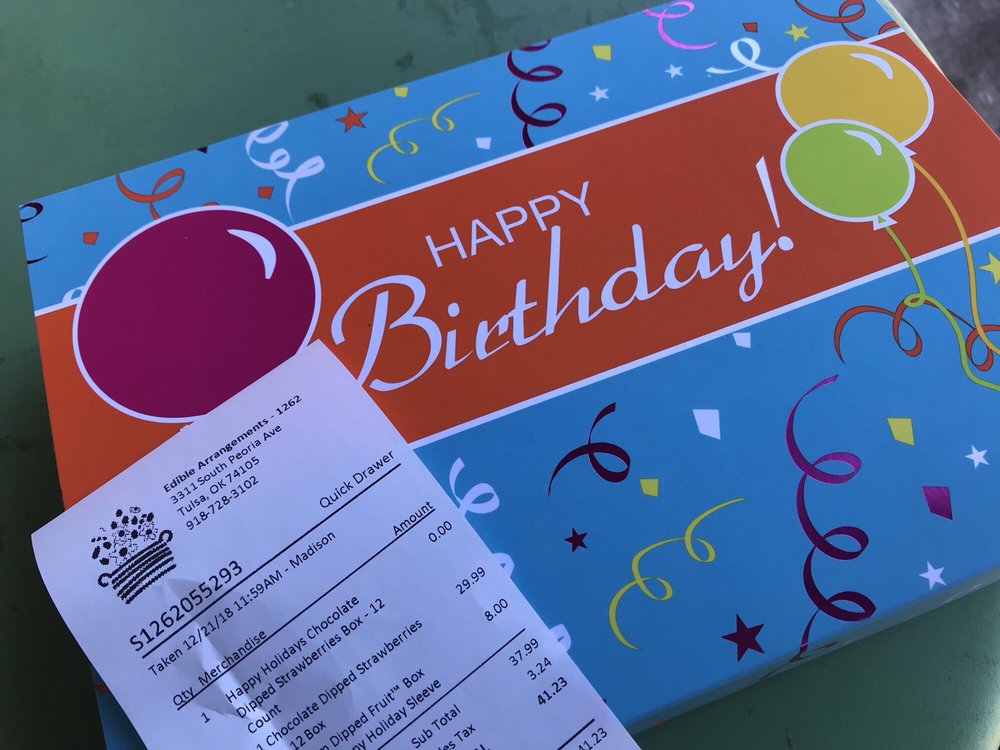 HAPPY
Birthday!
Edible Arrangements - 1262
3311 South Peoria Ave
Tulsa, OK 74105
918-728-3102
S1262055293 Quick Drawer
Taken 12/21/18 11:59AM - Madison
Qty Merchandise Amount
1 Happy Holidays Chocolate 0.00
Dipped Strawberries Box - 12
Count
1 Chocolate Dipped Strawberries 29.99
12 Box
Dipped Fruit™ Box 8.00
Holiday Sleeve
Sub Total 37.99
Tax 3.24
41.23
41.23